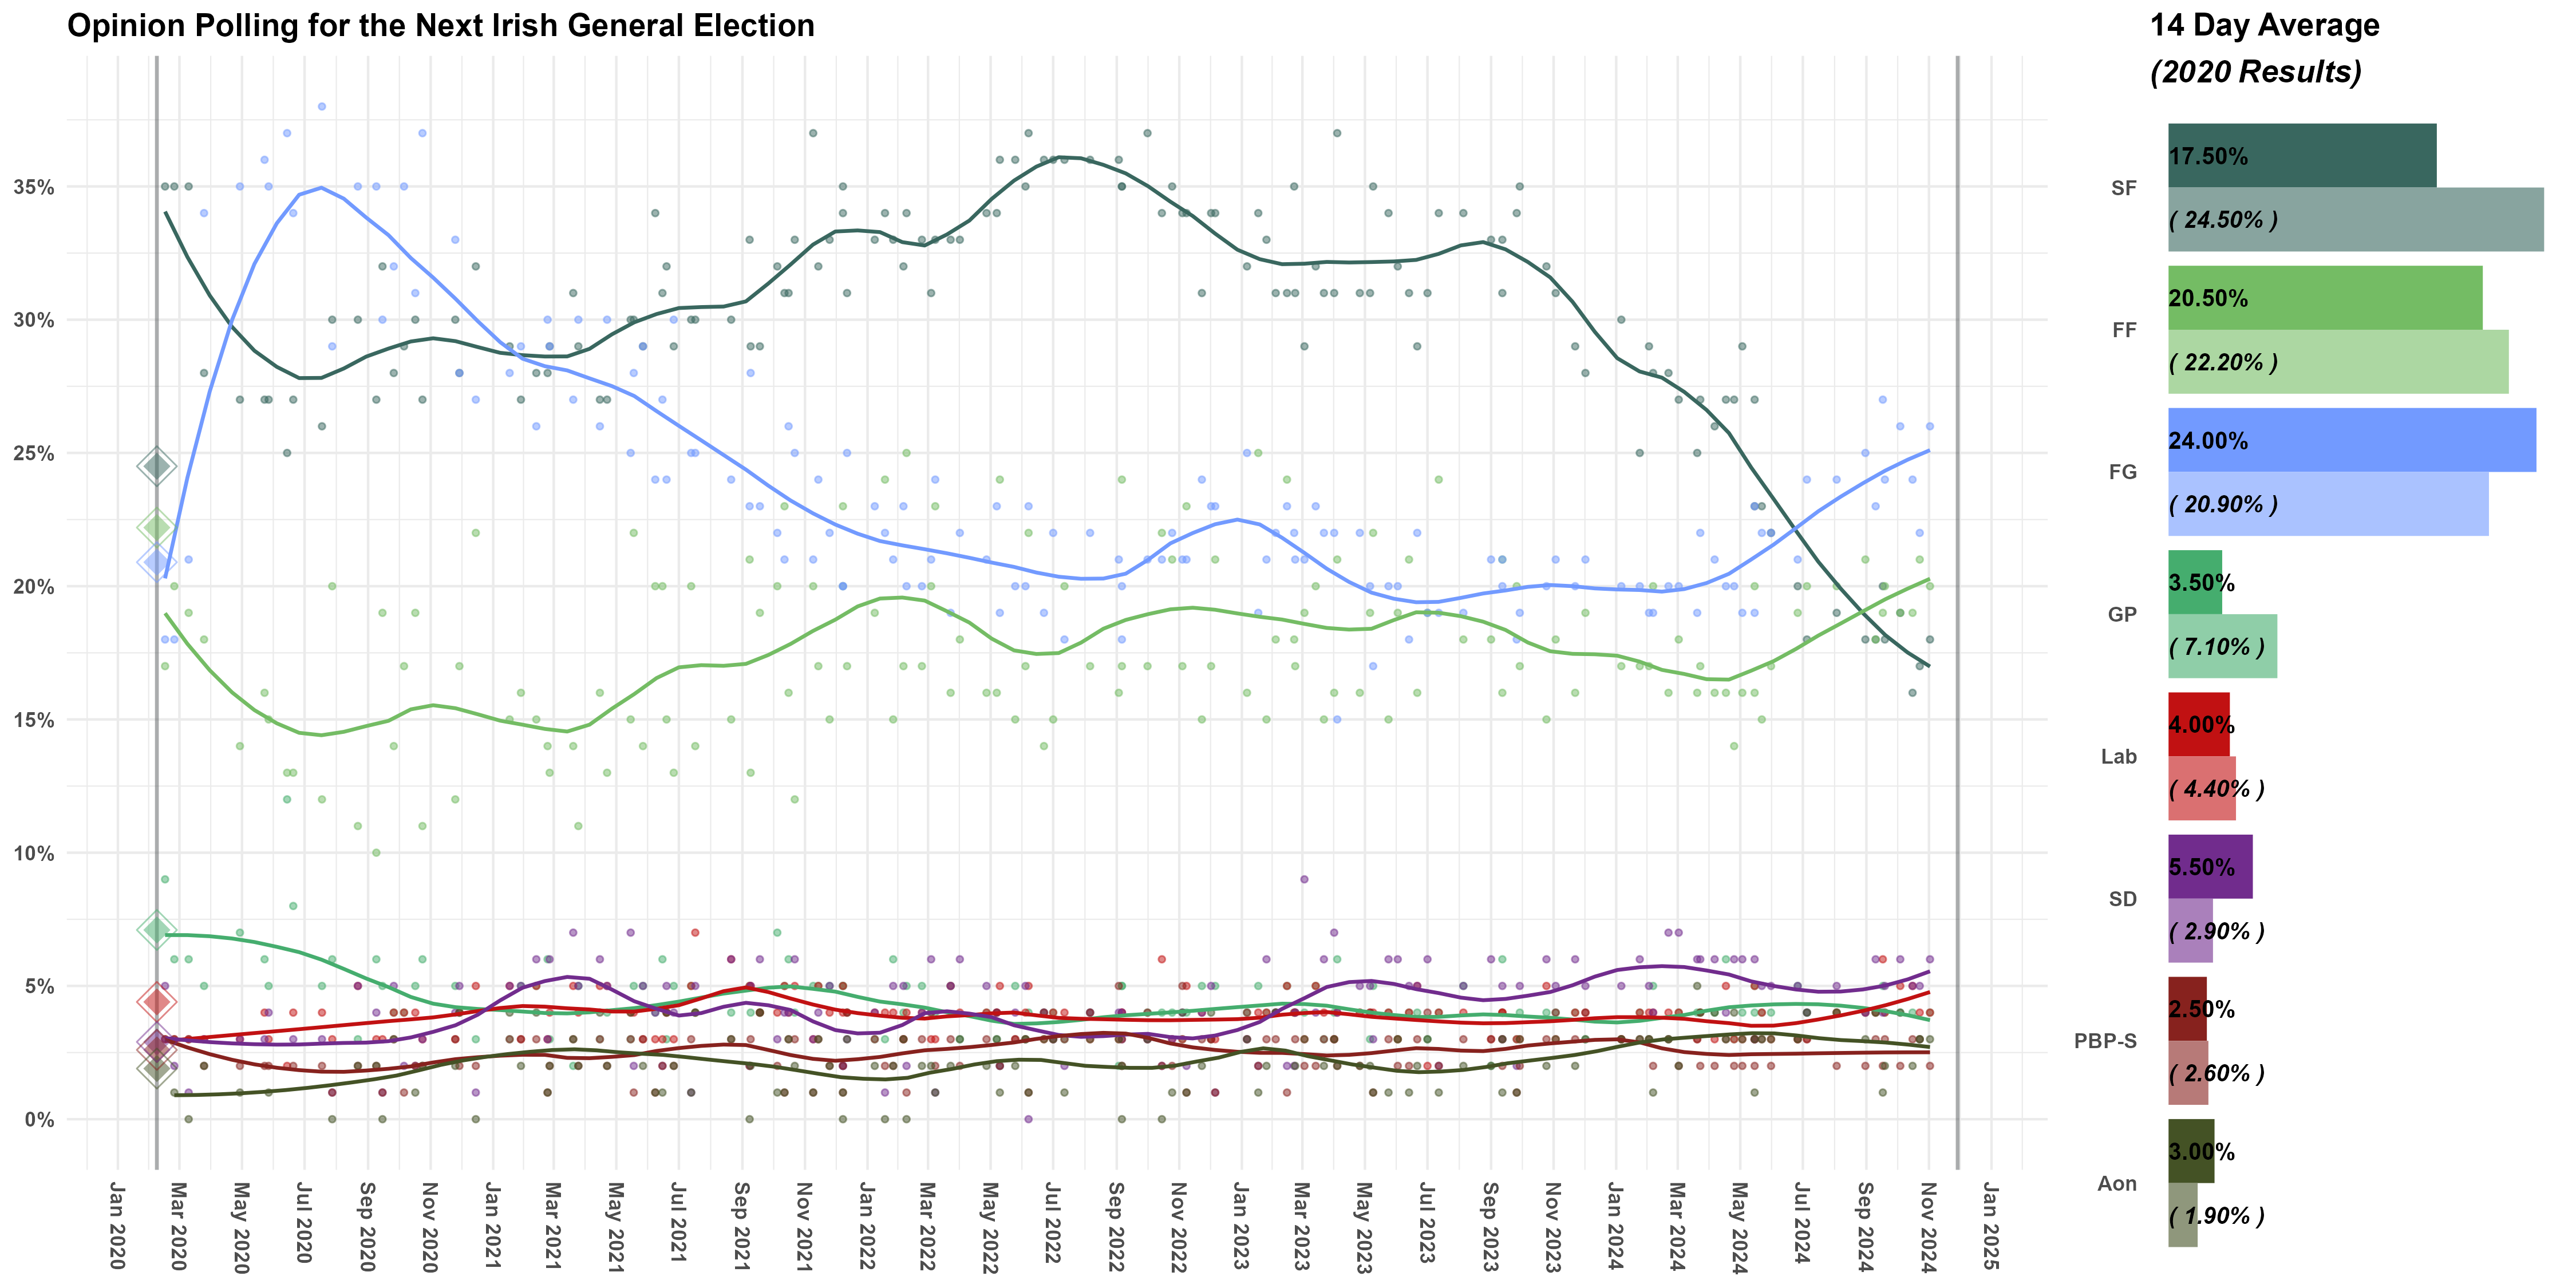 Opinion Polling for the Next Irish General Election
35%
30%
25%
20%
15%
10%
5%
0%
Jan 2020
Mar 2020
May 2020
Jul 2020
Sep 2020
Nov 2020
Jan 2021
Mar 2021
May 2021
Jul 2021
Sep 2021
Nov 2021
Jan 2022
Mar 2022
May 2022
Jul 2022
Sep 2022
Nov 2022
Jan 2023
Mar 2023
May 2023
Jul 2023
Sep 2023
Nov 2023
Jan 2024
Mar 2024
May 2024
Jul 2024
Sep 2024
Nov 2024
Jan 2025
14 Day Average
(2020 Results)
SF
17.50%
( 24.50% )
FF
20.50%
( 22.20% )
FG
24.00%
( 20.90% )
GP
3.50%
( 7.10% )
Lab
4.00%
( 4.40% )
SD
5.50%
( 2.90% )
PBP-S
2.50%
( 2.60% )
Aon
3.00%
( 1.90% )